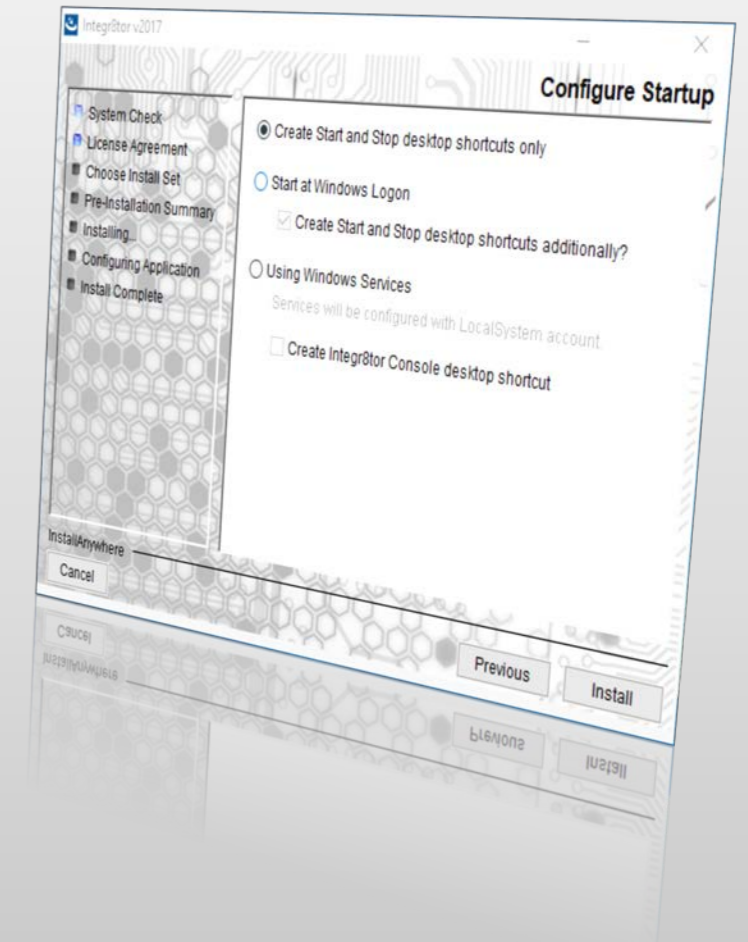 Integr8tor v2017
Configure Startup
System Check
License Agreement
Choose Install Set
Pre-Installation Summary
Installing...
Configuring Application
Install Complete
Create Start and Stop desktop shortcuts only
Start at Windows Logon
Create Start and Stop desktop shortcuts additionally?
Using Windows Services
Services will be configured with LocalSystem account.
Create Integr8tor Console desktop shortcut
InstallAnywhere
Cancel
Previous
Install